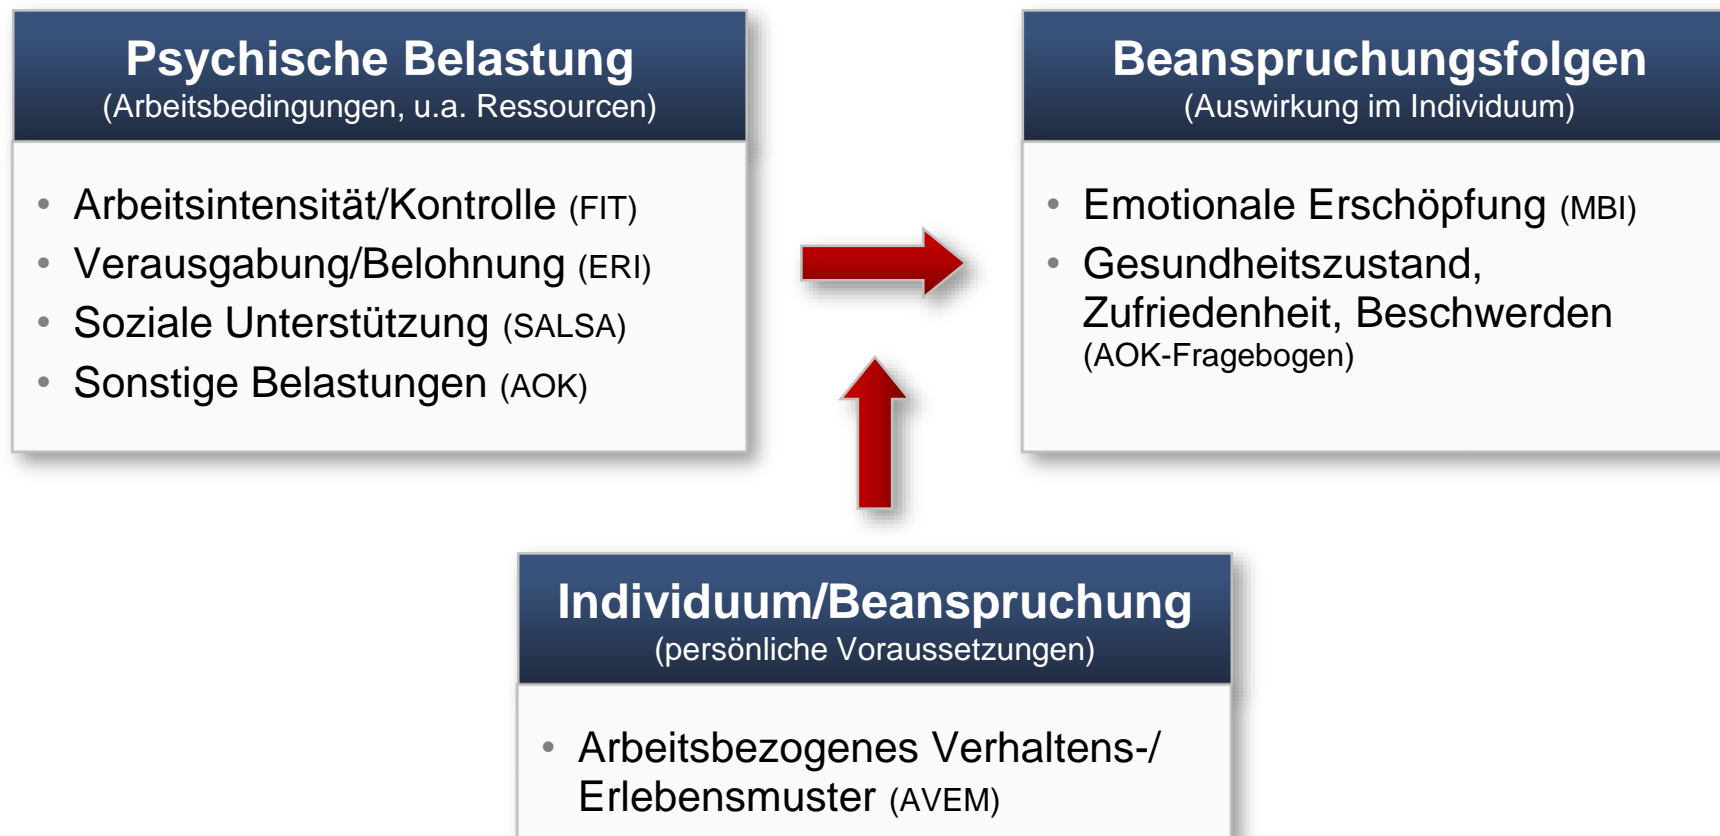 Psychische Belastung
(Arbeitsbedingungen, u.a. Ressourcen)
• Arbeitsintensität/Kontrolle (FIT)
• Verausgabung/Belohnung (ERI)
• Soziale Unterstützung (SALSA)
• Sonstige Belastungen (AOK)
Beanspruchungsfolgen
(Auswirkung im Individuum)
• Emotionale Erschöpfung (MBI)
• Gesundheitszustand,
Zufriedenheit, Beschwerden
(AOK-Fragebogen)
Individuum/Beanspruchung
(persönliche Voraussetzungen)
• Arbeitsbezogenes Verhaltens-/
Erlebensmuster (AVEM)